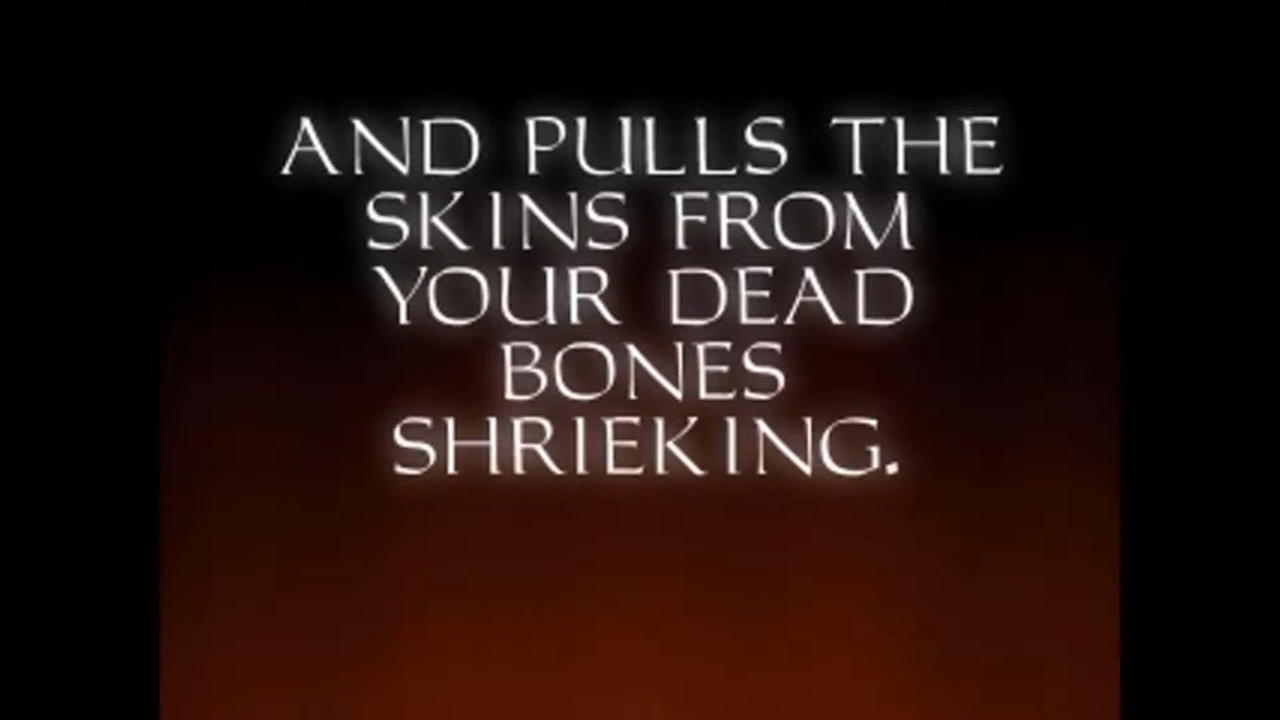 AND PULLS THE
SKINS FROM
YOUR DEAD
BONES
SHRIEKING.